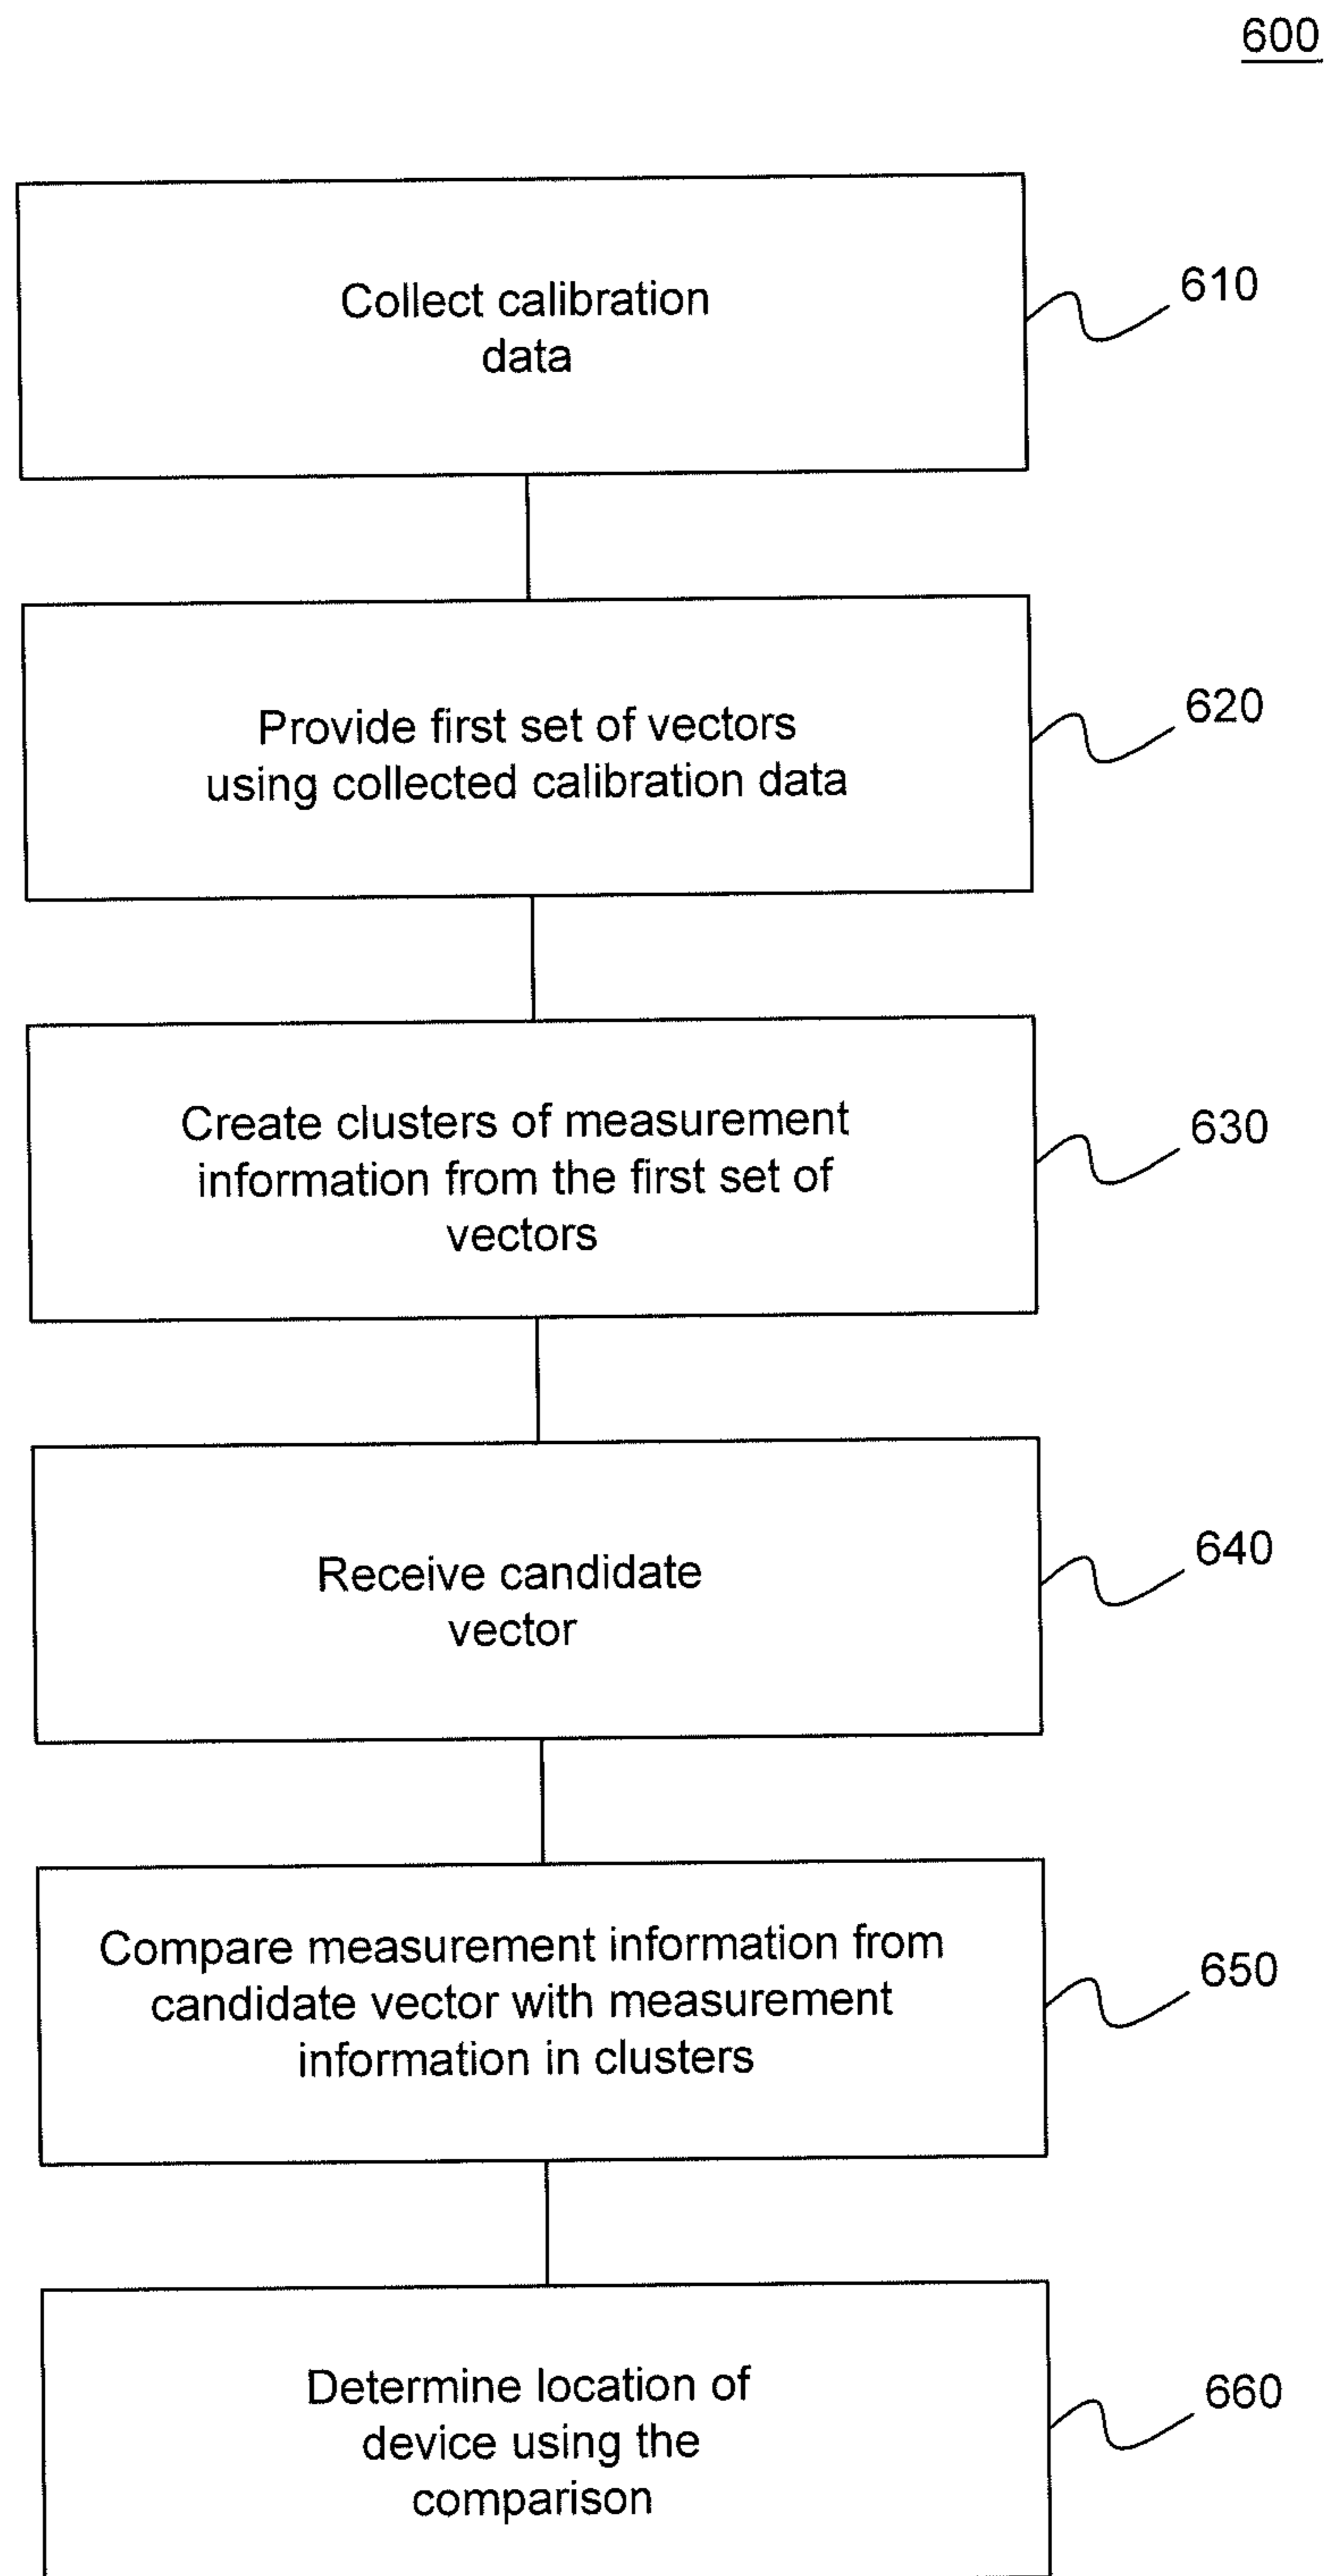 600
Collect calibration
data
610
Provide first set of vectors
using collected calibration data
620
Create clusters of measurement
information from the first set of
vectors
630
Receive candidate
vector
640
Compare measurement information from
candidate vector with measurement
information in clusters
650
Determine location of
device using the
comparison
660